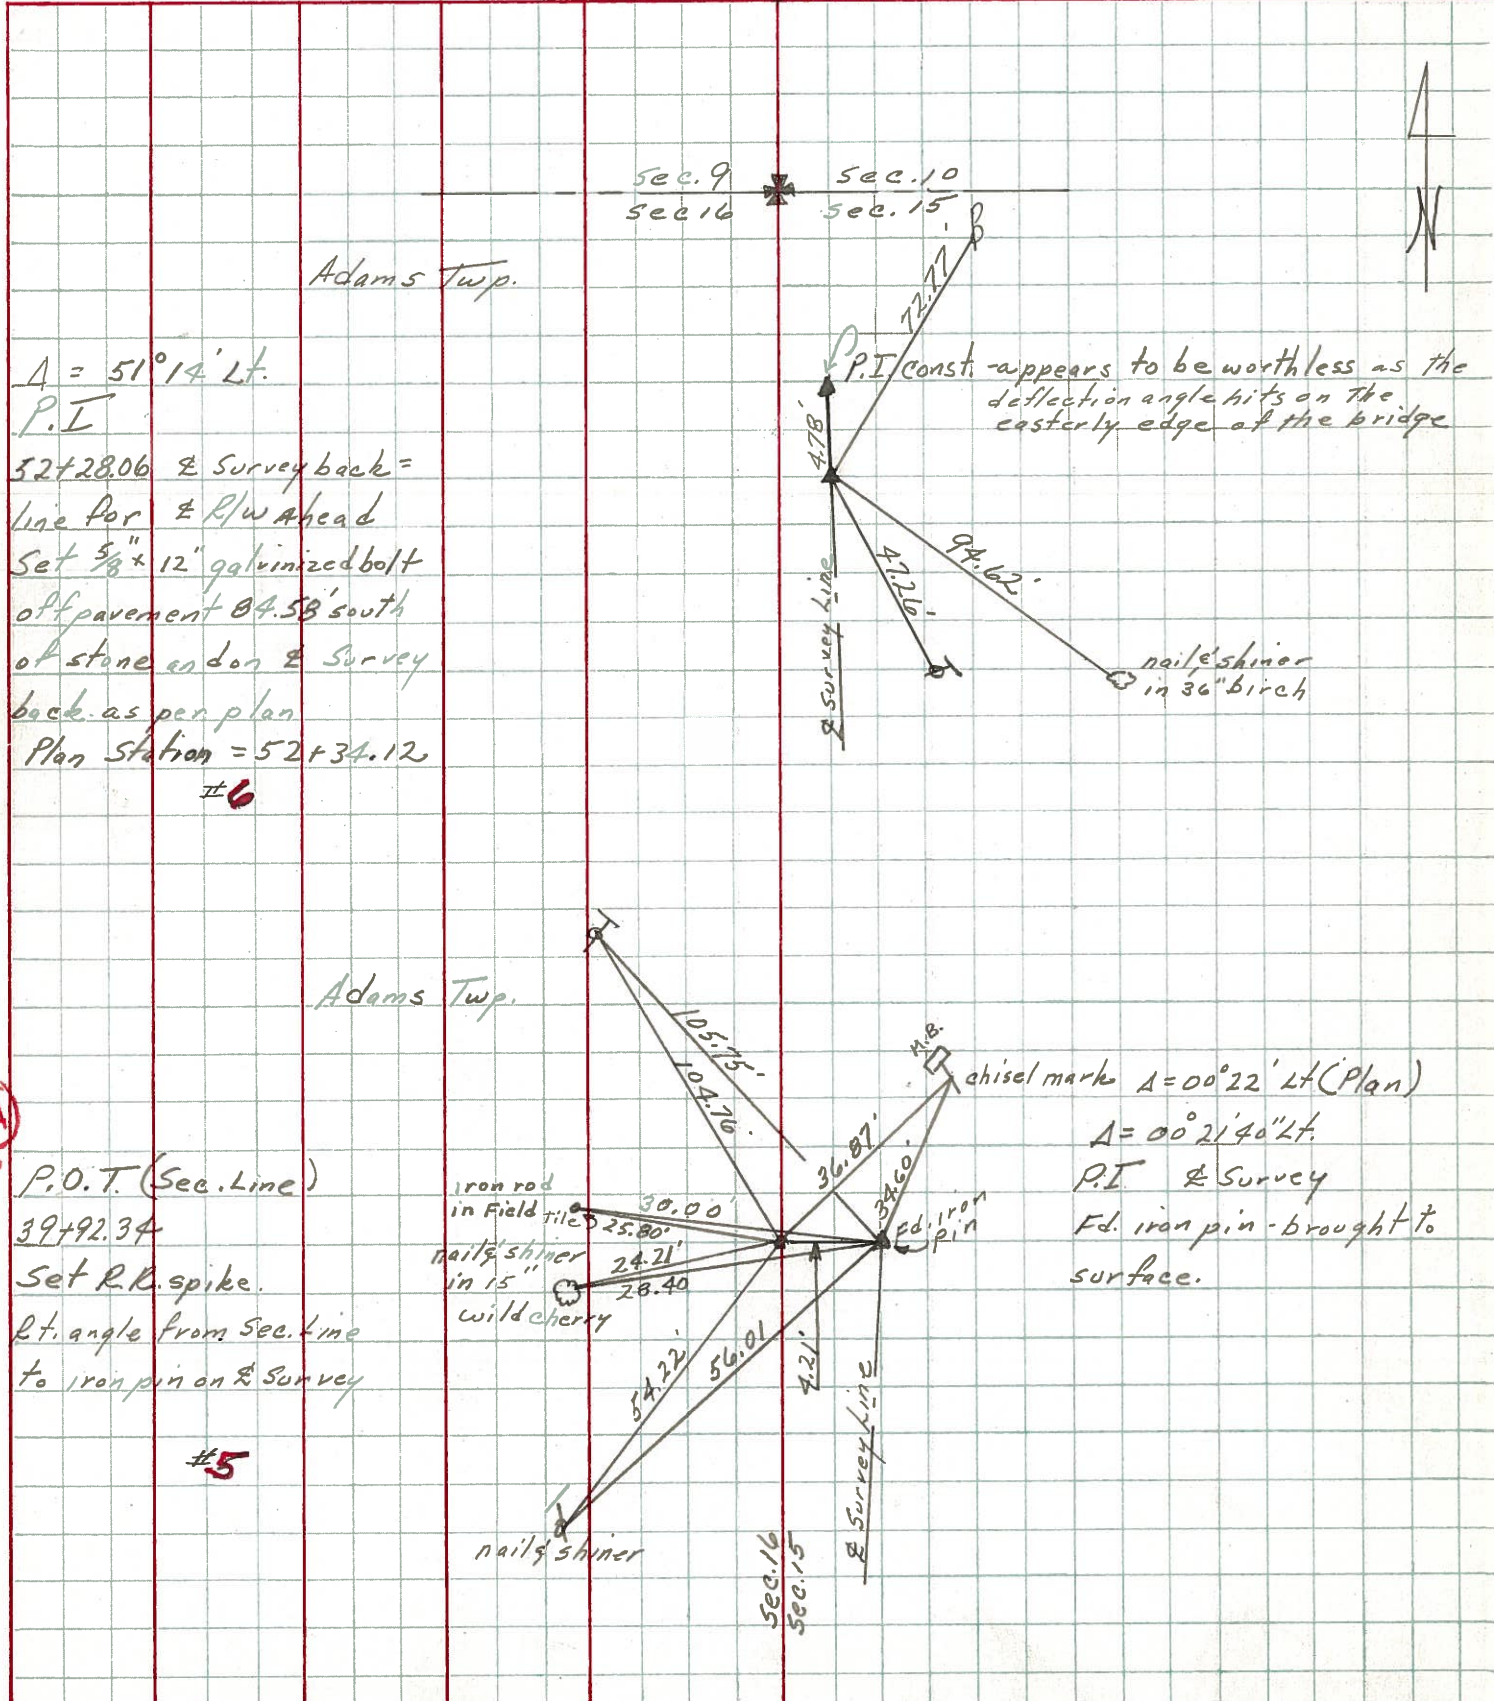 Sec. 9
Sec. 10
Sec 16
Sec. 15
N
Adams Twp.
72.77'
Δ = 51°14' Lt.
P.I
52+28.06 ℄ Survey back =
line for ℄ R/W Ahead
Set 5/8" x 12" galvinized bolt
off pavement 84.58' south
of stone and on ℄ Survey
back as per plan
Plan Station = 52+34.12
#6
P.I. const. -appears to be worthless as the
deflection angle hits on the
easterly edge of the bridge
4.78'
47.26'
94.62'
℄ Survey Line
nail & shiner
in 36" birch
Adams Twp.
105.75'
104.76'
M.B.
chisel mark
Δ = 00°22' Lt (Plan)
Δ = 00°21'40" Lt.
P.I ℄ Survey
Fd. iron pin - brought to
surface.
36.87'
34.60'
Fd. iron
pin
P.O.T. (Sec. Line)
39+92.34
Set R.R. spike.
Rt. angle from Sec. Line
to iron pin on ℄ Survey
#5
iron rod
in Field tile
30.00'
25.80'
nail & shiner
in 15"
wild cherry
24.21'
28.40
54.22'
56.01
4.21'
℄ Survey Line
nail & shiner
Sec. 16
Sec. 15